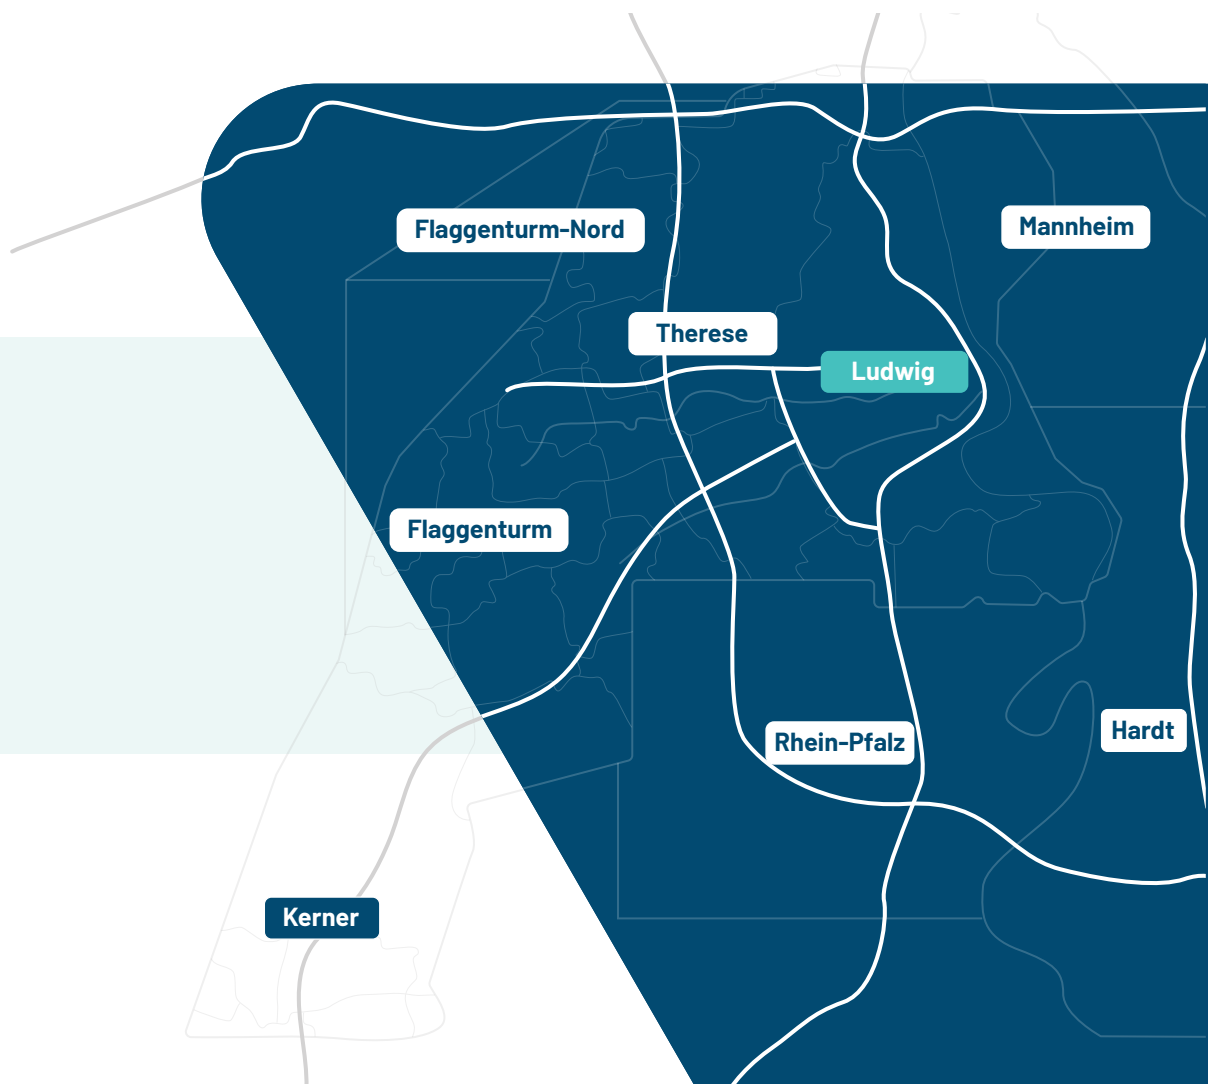 Flaggenturm-Nord
Mannheim
Therese
Ludwig
Flaggenturm
Rhein-Pfalz
Hardt
Kerner